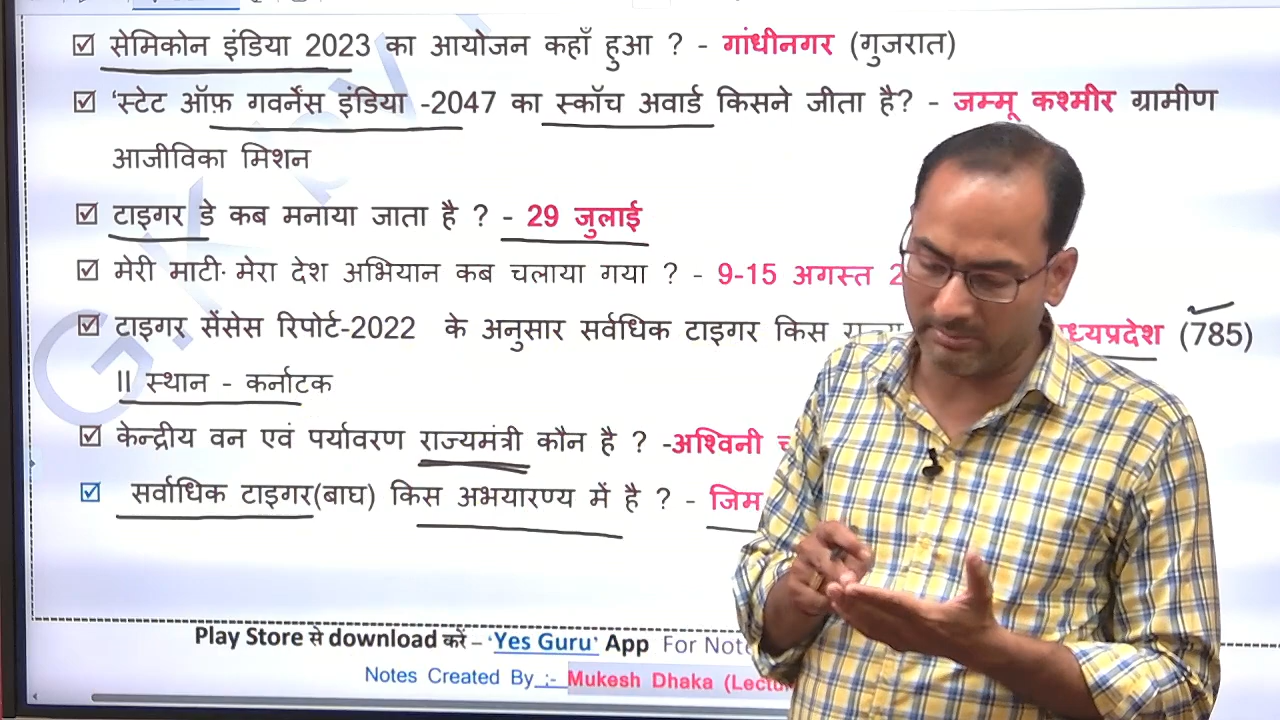 ☑ सेमिकोन इंडिया 2023 का आयोजन कहाँ हुआ ? - गांधीनगर (गुजरात)
☑ 'स्टेट ऑफ़ गवर्नेंस इंडिया -2047 का स्कॉच अवार्ड किसने जीता है? - जम्मू कश्मीर ग्रामीण
आजीविका मिशन
☑ टाइगर डे कब मनाया जाता है ? - 29 जुलाई
☑ मेरी माटी मेरा देश अभियान कब चलाया गया ? - 9-15 अगस्त
☑ टाइगर सेंसेस रिपोर्ट-2022 के अनुसार सर्वाधिक टाइगर किस (785)
II स्थान - कर्नाटक
☑ केन्द्रीय वन एवं पर्यावरण राज्यमंत्री कौन है ? -अश्विनी
☑ सर्वाधिक टाइगर(बाघ) किस अभयारण्य में है ? - जिम
Play Store से download करें – 'Yes Guru' App For
Notes Created By :- Mukesh Dhaka